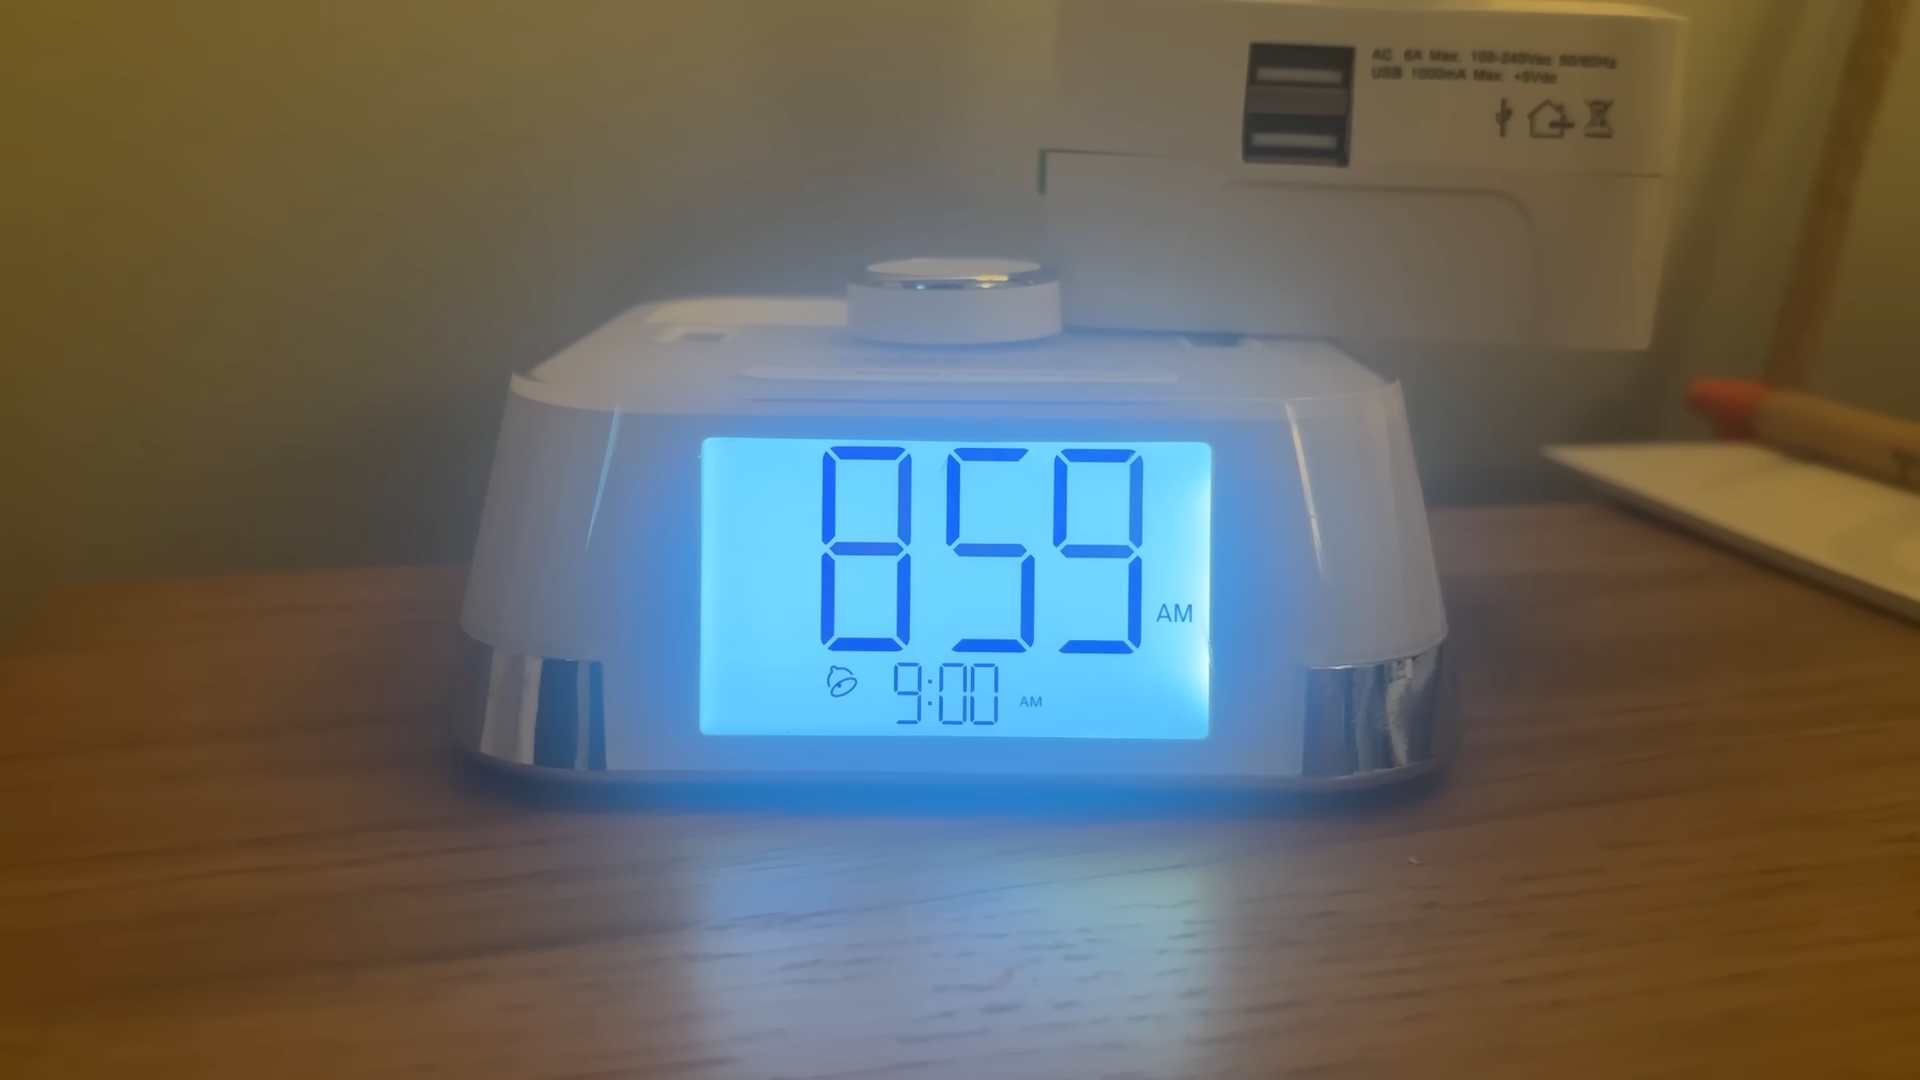 AC 6A Max. 100-240Vac 50/60Hz
USB 1000mA Max. +5Vdc
859 AM
9:00 AM